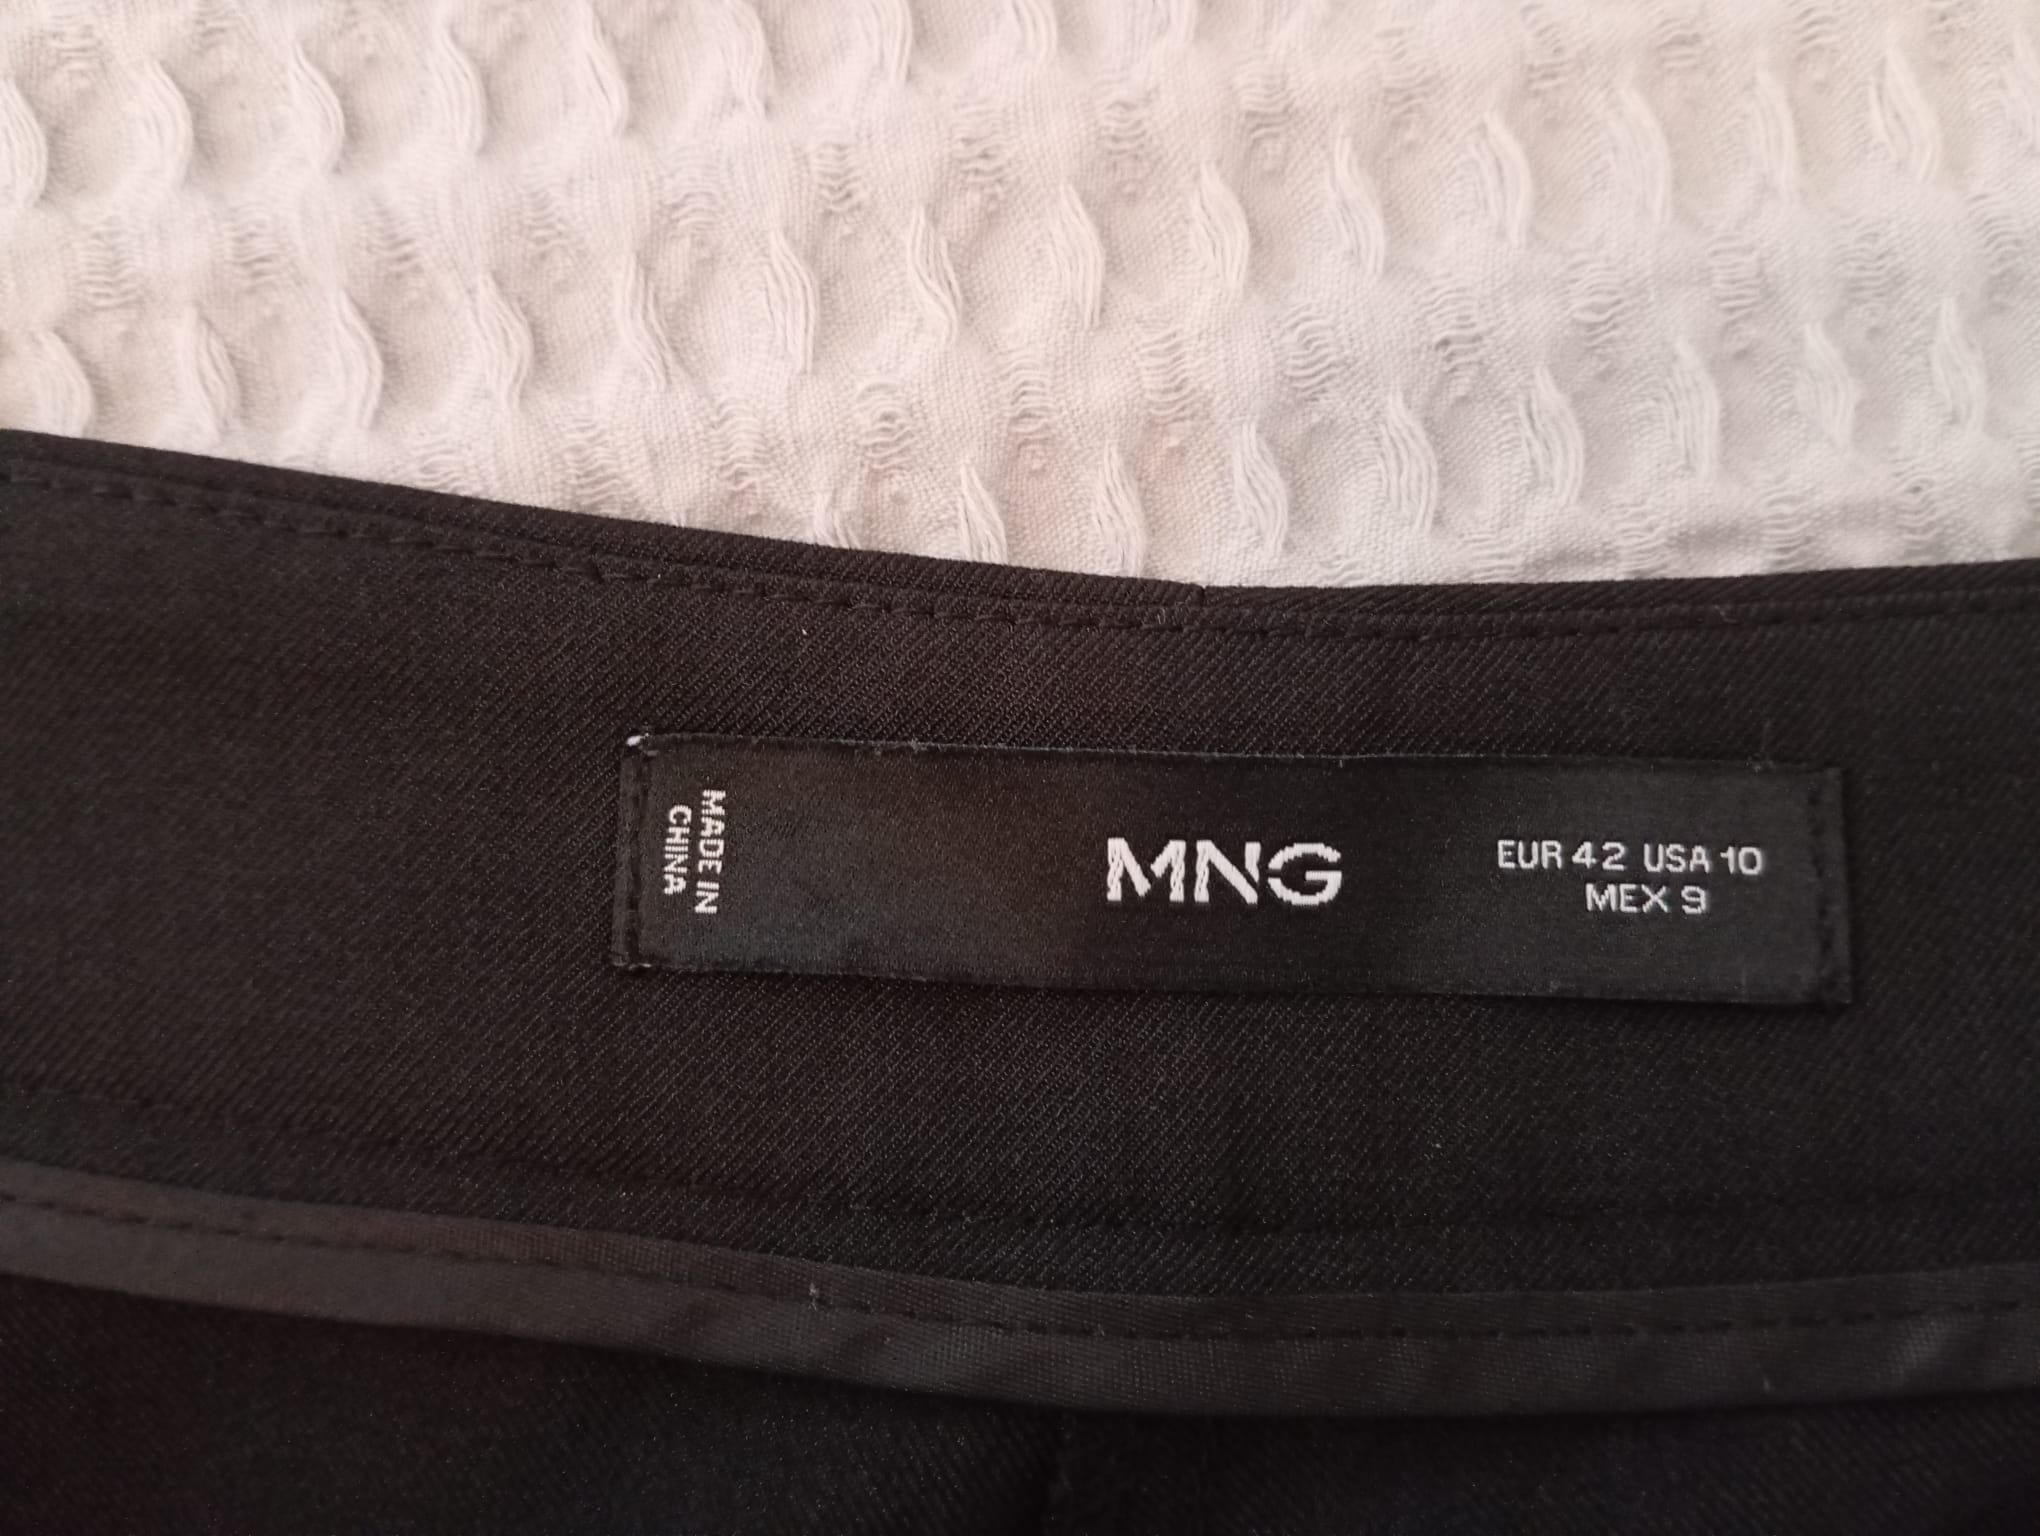 MADE IN
CHINA
MNG
EUR 42 USA 10
MEX 9